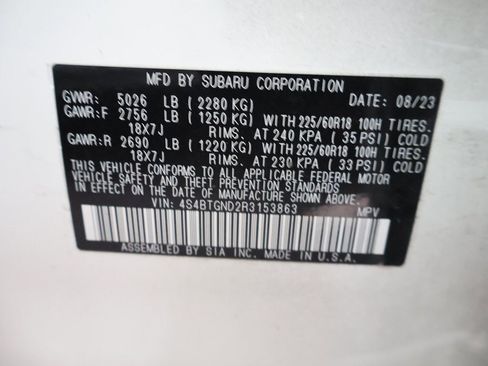 MFD BY SUBARU CORPORATION
GVWR: 5026 LB ( 2280 KG) DATE: 08/23
GAWR:F 2756 LB ( 1250 KG) WITH 225/60R18 100H TIRES.
18X7J RIMS. AT 240 KPA ( 35 PSI) COLD
GAWR:R 2690 LB ( 1220 KG) WITH 225/60R18 100H TIRES.
18X7J RIMS. AT 230 KPA ( 33 PSI) COLD
THIS VEHICLE CONFORMS TO ALL APPLICABLE FEDERAL MOTOR
VEHICLE SAFETY AND THEFT PREVENTION STANDARDS
IN EFFECT ON THE DATE OF MANUFACTURE SHOWN ABOVE.
VIN: 4S4BTGND2R3153863 MPV
ASSEMBLED BY SIA INC. MADE IN U.S.A.